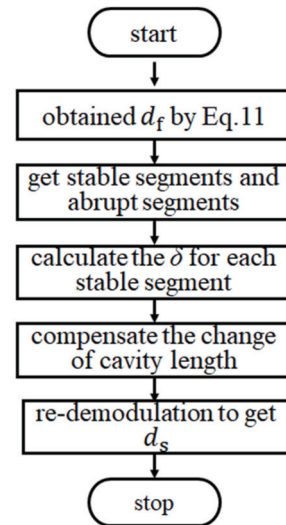 start
obtained d_f by Eq.11
get stable segments and
abrupt segments
calculate the δ for each
stable segment
compensate the change
of cavity length
re-demodulation to get
d_s
stop